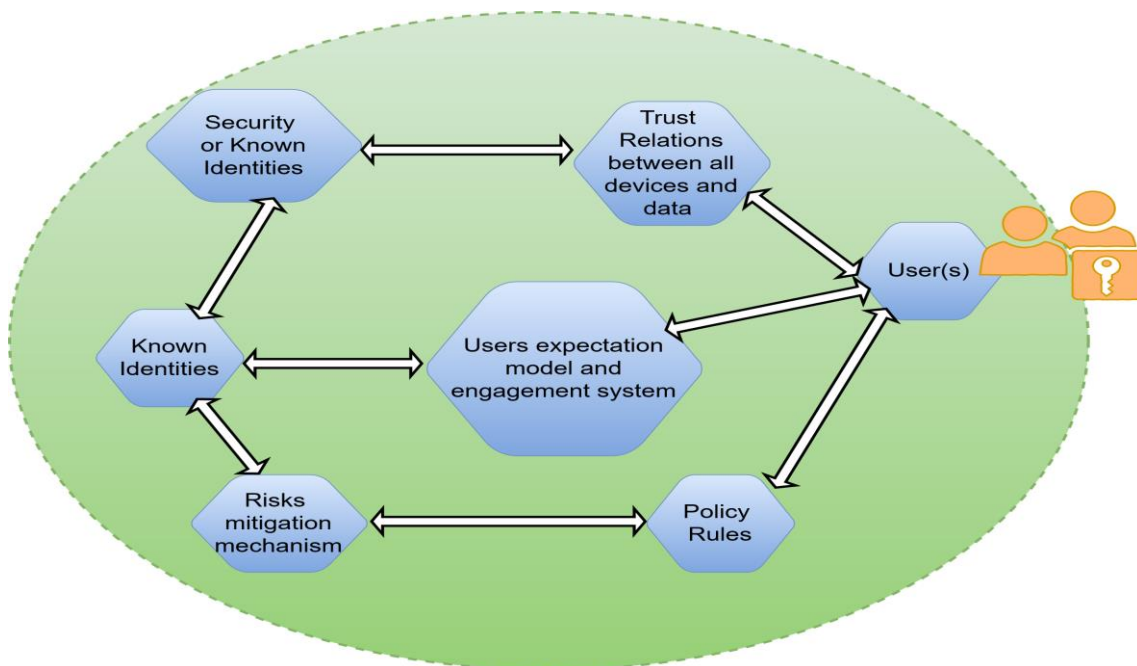 Security
or Known
Identities
Trust
Relations
between all
devices and
data
User(s)
Known
Identities
Users expectation
model and
engagement system
Risks
mitigation
mechanism
Policy
Rules